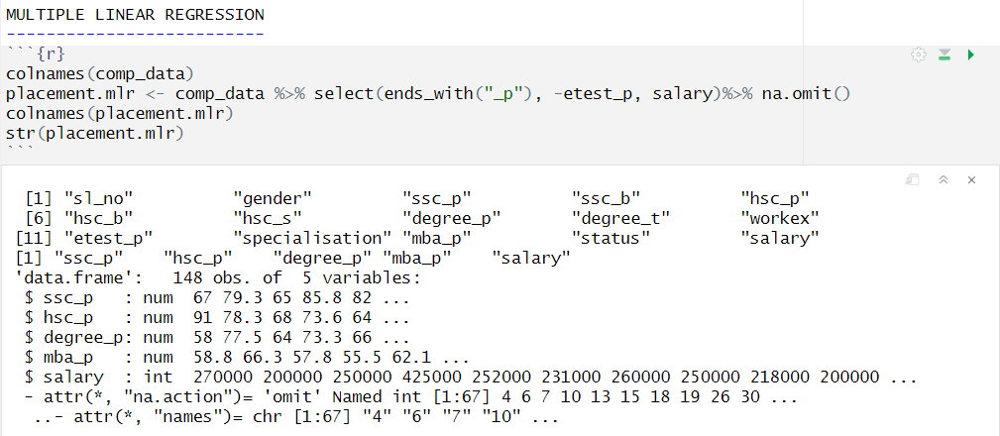 MULTIPLE LINEAR REGRESSION
--------------------------
```{r}
colnames(comp_data)
placement.mlr <- comp_data %>% select(ends_with("_p"), -etest_p, salary)%>% na.omit()
colnames(placement.mlr)
str(placement.mlr)
```
[1] "sl_no" "gender" "ssc_p" "ssc_b" "hsc_p"
[6] "hsc_b" "hsc_s" "degree_p" "degree_t" "workex"
[11] "etest_p" "specialisation" "mba_p" "status" "salary"
[1] "ssc_p" "hsc_p" "degree_p" "mba_p" "salary"
'data.frame': 148 obs. of 5 variables:
$ ssc_p : num 67 79.3 65 85.8 82 ...
$ hsc_p : num 91 78.3 68 73.6 64 ...
$ degree_p: num 58 77.5 64 73.3 66 ...
$ mba_p : num 58.8 66.3 57.8 55.5 62.1 ...
$ salary : int 270000 200000 250000 425000 252000 231000 260000 250000 218000 200000 ...
- attr(*, "na.action")= 'omit' Named int [1:67] 4 6 7 10 13 15 18 19 26 30 ...
..- attr(*, "names")= chr [1:67] "4" "6" "7" "10" ...